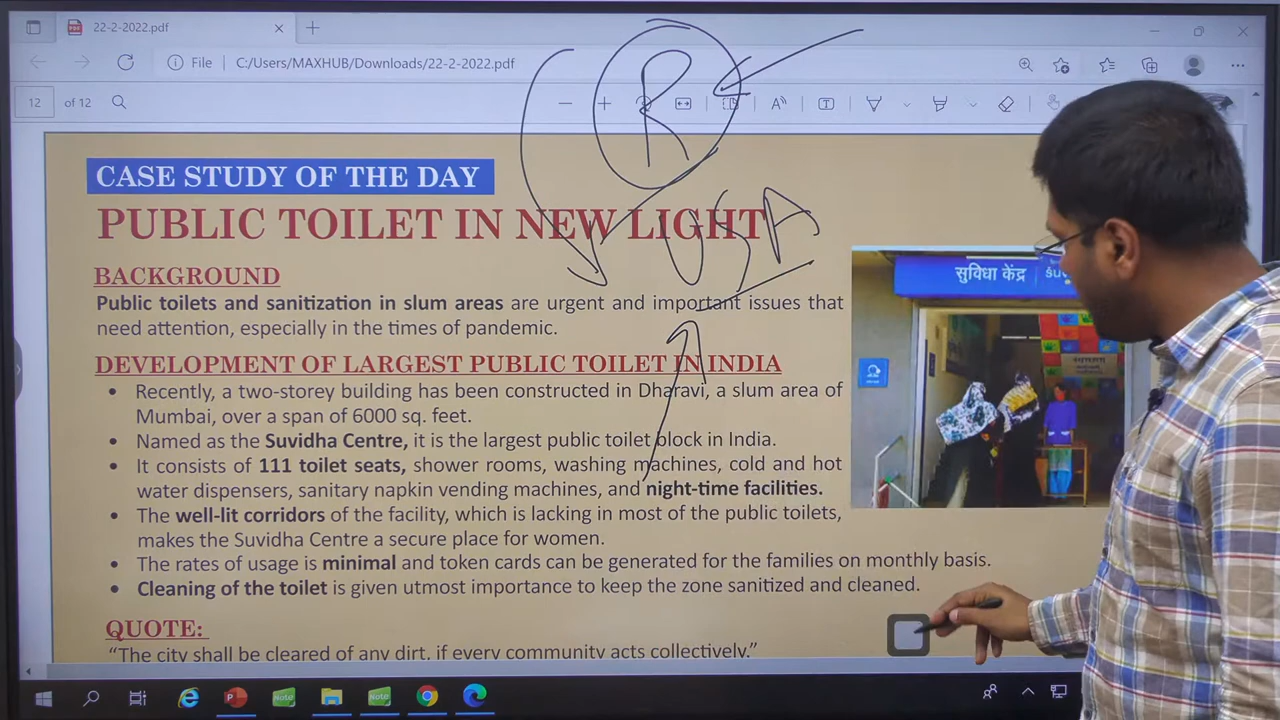 22-2-2022.pdf
File C:/Users/MAXHUB/Downloads/22-2-2022.pdf
12 of 12
R
USA
CASE STUDY OF THE DAY
PUBLIC TOILET IN NEW LIGHT
BACKGROUND
Public toilets and sanitization in slum areas are urgent and important issues that
need attention, especially in the times of pandemic.
सुविधा केंद्र
DEVELOPMENT OF LARGEST PUBLIC TOILET IN INDIA
• Recently, a two-storey building has been constructed in Dharavi, a slum area of
Mumbai, over a span of 6000 sq. feet.
• Named as the Suvidha Centre, it is the largest public toilet block in India.
• It consists of 111 toilet seats, shower rooms, washing machines, cold and hot
water dispensers, sanitary napkin vending machines, and night-time facilities.
• The well-lit corridors of the facility, which is lacking in most of the public toilets,
makes the Suvidha Centre a secure place for women.
• The rates of usage is minimal and token cards can be generated for the families on monthly basis.
• Cleaning of the toilet is given utmost importance to keep the zone sanitized and cleaned.
QUOTE:
“The city shall be cleared of any dirt, if every community acts collectively.”
Note
Note